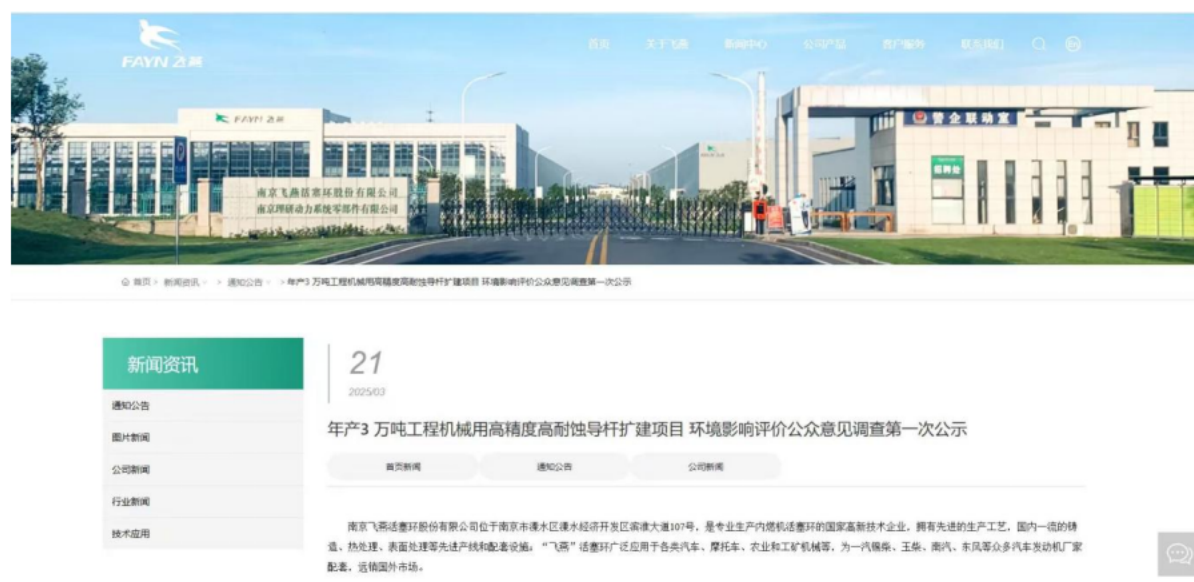 FAYN 飞燕
首页 关于飞燕 新闻中心 公司产品 客户服务 联系我们
FAYN 飞燕
警企联动室
招聘处
南京飞燕活塞环股份有限公司
南京理研动力系统零部件有限公司
首页 > 新闻资讯 > 通知公告 > 年产3 万吨工程机械用高精度高耐蚀导杆扩建项目 环境影响评价公众意见调查第一次公示
新闻资讯
通知公告
图片新闻
公司新闻
行业新闻
技术应用
21
2025/03
年产3 万吨工程机械用高精度高耐蚀导杆扩建项目 环境影响评价公众意见调查第一次公示
首页新闻 通知公告 公司新闻
南京飞燕活塞环股份有限公司位于南京市溧水区溧水经济开发区滨淮大道107号，是专业生产内燃机活塞环的国家高新技术企业，拥有先进的生产工艺，国内一流的铸
造、热处理、表面处理等先进产线和配套设施。“飞燕”活塞环广泛应用于各类汽车、摩托车、农业和工矿机械等，为一汽锡柴、玉柴、南汽、东风等众多汽车发动机厂家
配套，远销国外市场。